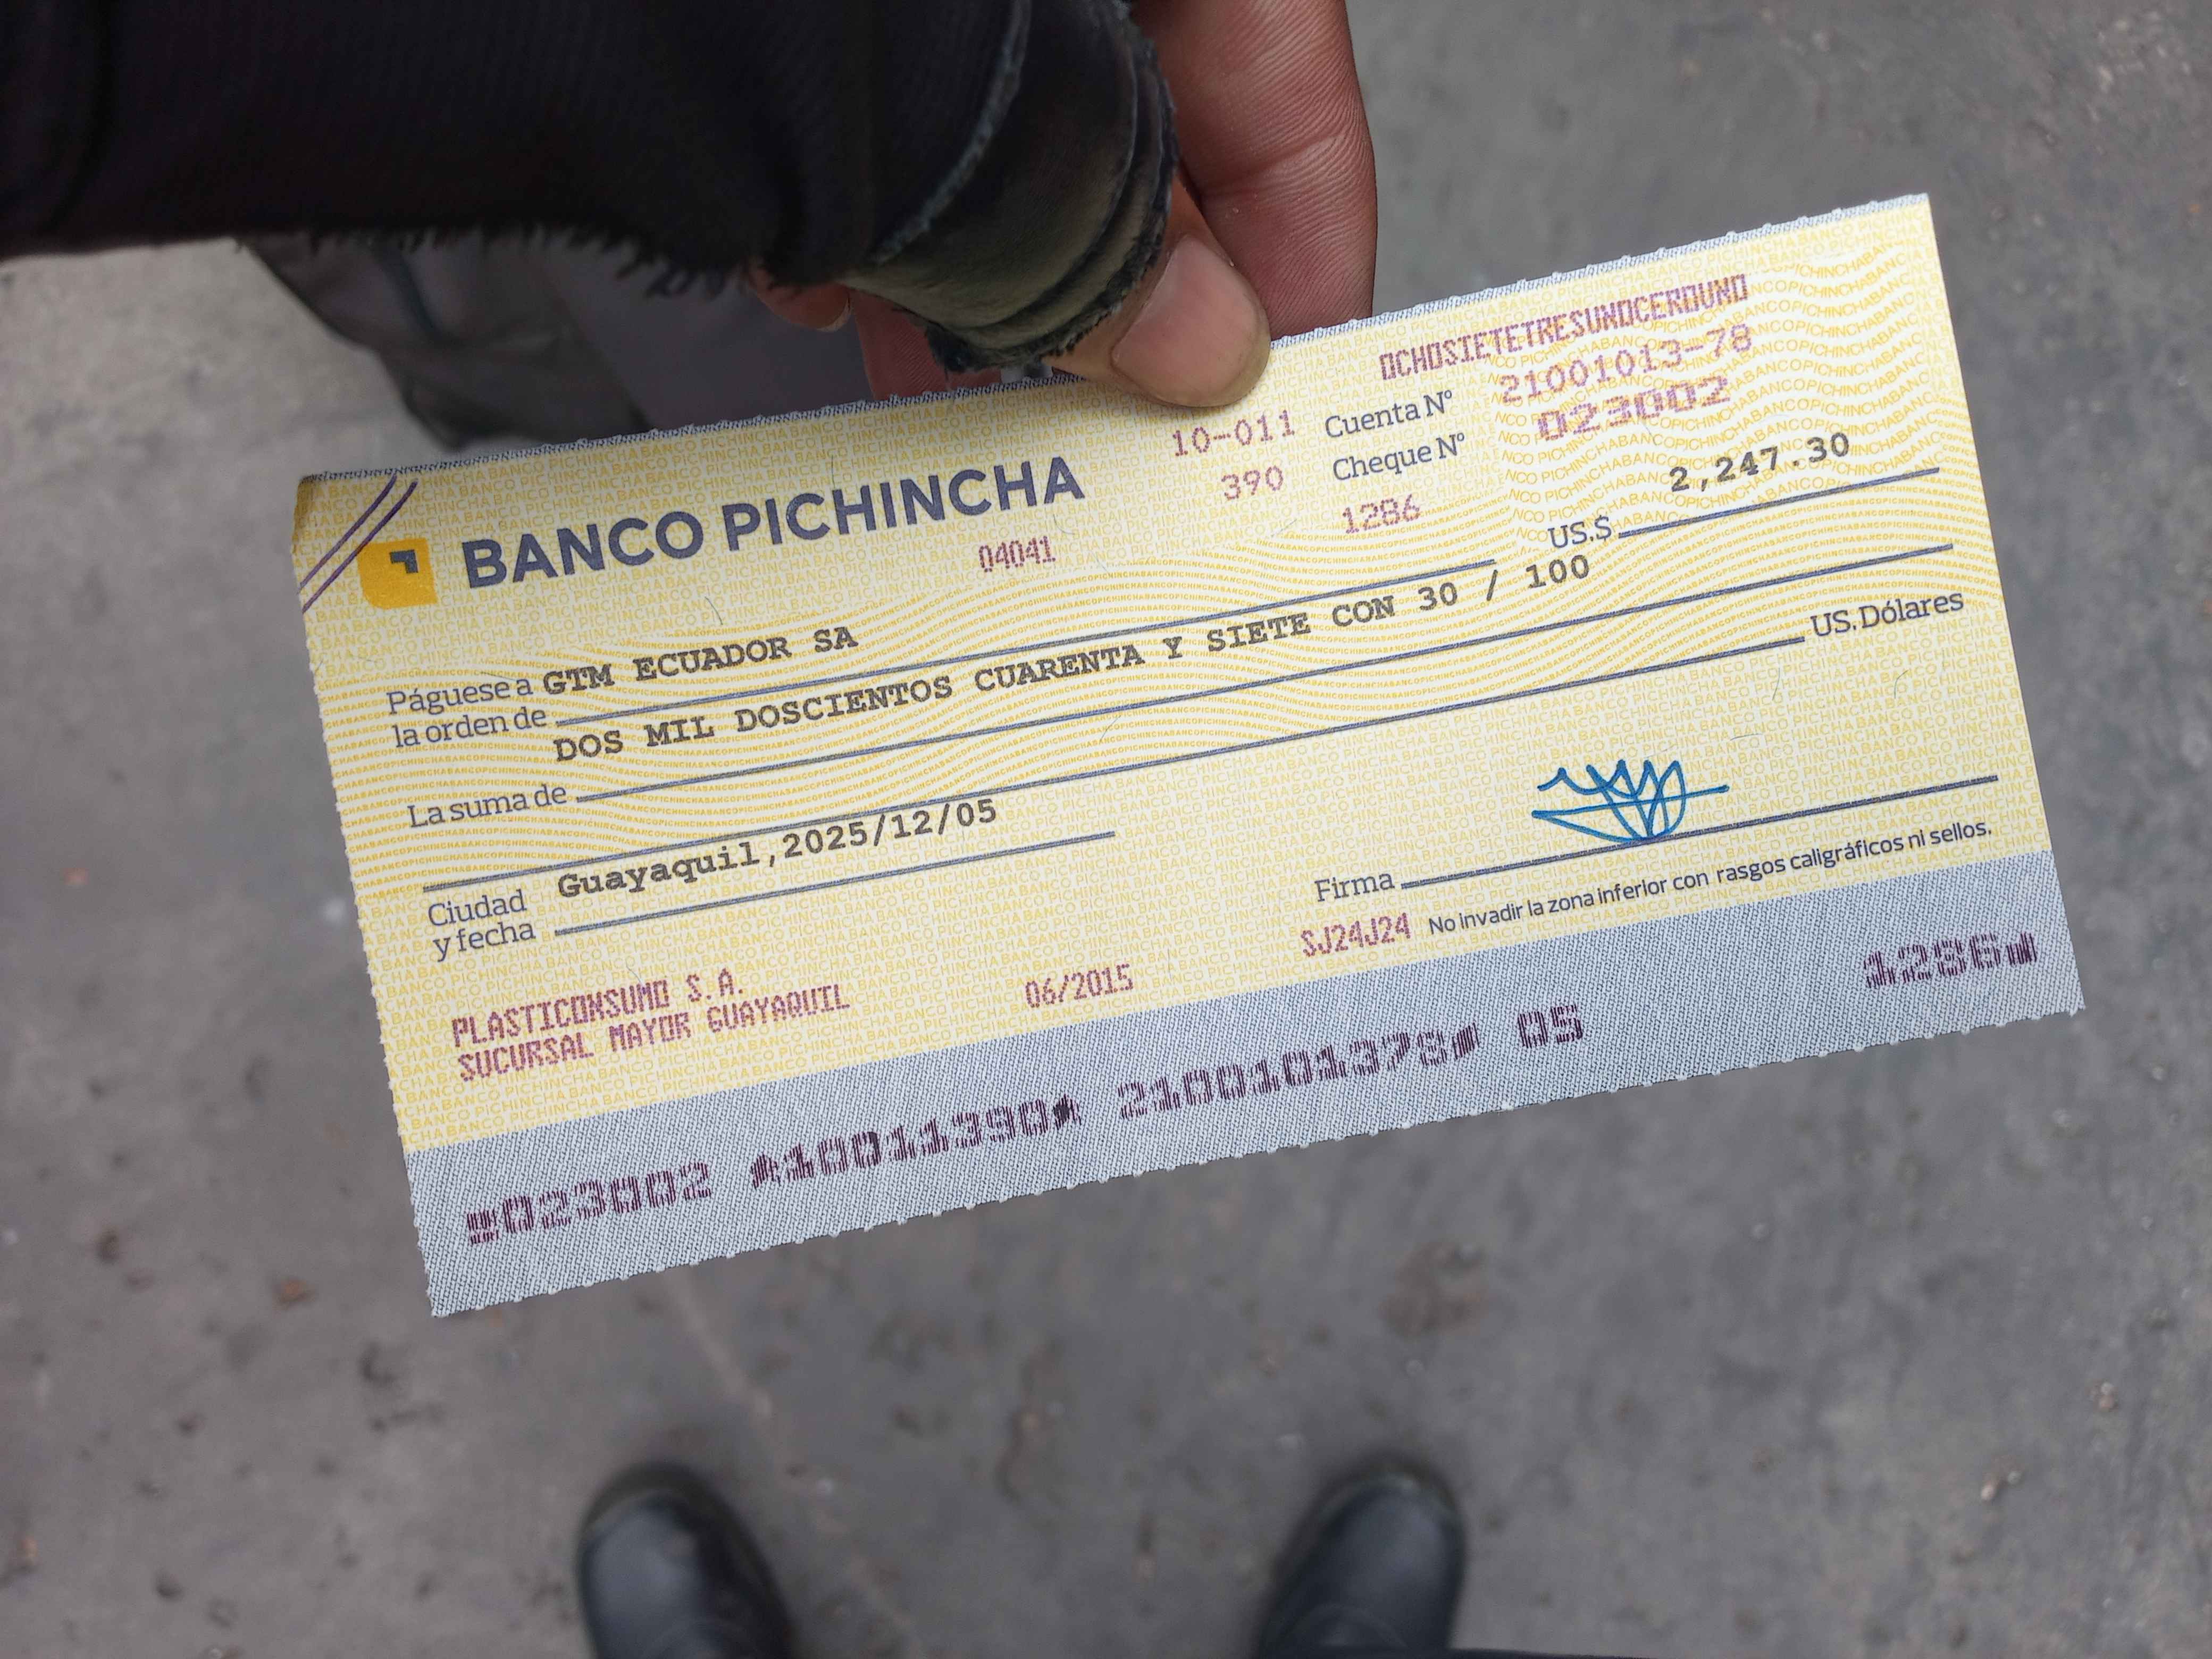 OCHOSIETETRESUNOCEROUNO
10-011 Cuenta Nº 21001013-78
390 Cheque Nº 023002
BANCO PICHINCHA
04041
1286
US.$ 2,247.30
Páguese a la orden de GTM ECUADOR SA
La suma de DOS MIL DOSCIENTOS CUARENTA Y SIETE CON 30 / 100
US.Dólares
Ciudad y fecha Guayaquil,2025/12/05
Firma
SJ24J24 No invadir la zona inferior con rasgos caligráficos ni sellos.
PLASTICONSUMO S.A.
SUCURSAL MAYOR GUAYAQUIL 06/2015
023002 10011390 2100101378 05 1286